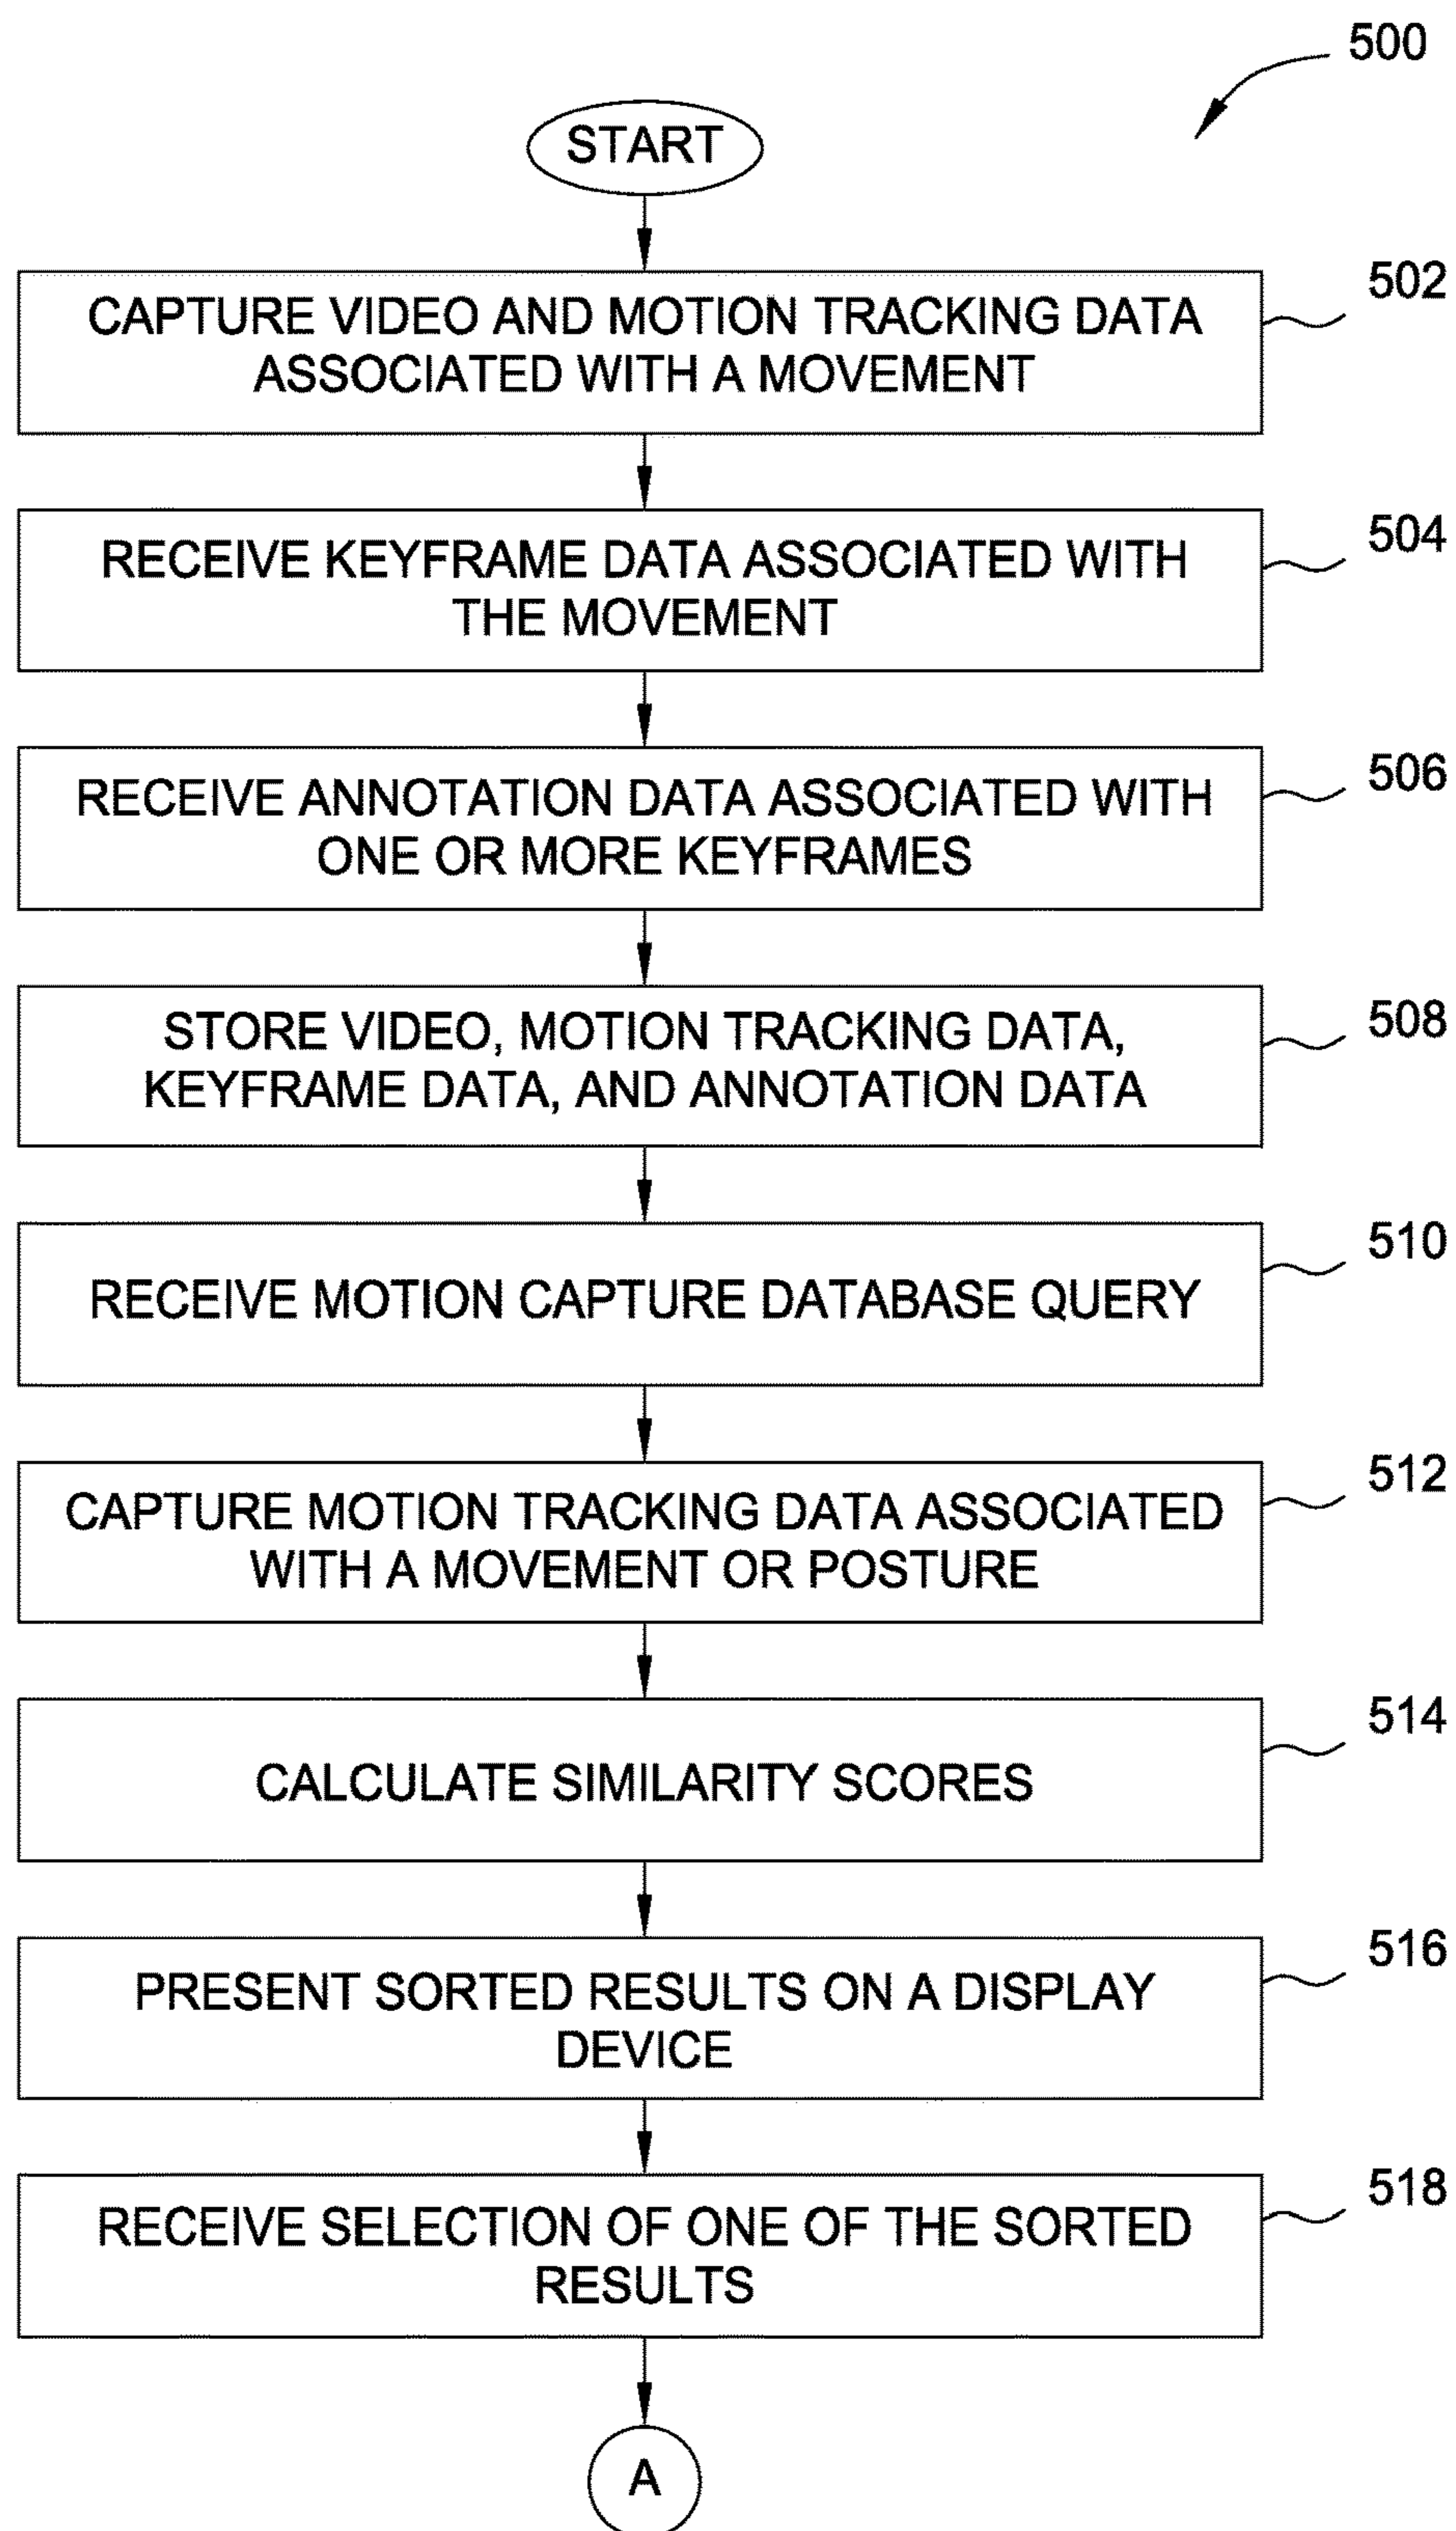 500
START
502
CAPTURE VIDEO AND MOTION TRACKING DATA
ASSOCIATED WITH A MOVEMENT
504
RECEIVE KEYFRAME DATA ASSOCIATED WITH
THE MOVEMENT
506
RECEIVE ANNOTATION DATA ASSOCIATED WITH
ONE OR MORE KEYFRAMES
508
STORE VIDEO, MOTION TRACKING DATA,
KEYFRAME DATA, AND ANNOTATION DATA
510
RECEIVE MOTION CAPTURE DATABASE QUERY
512
CAPTURE MOTION TRACKING DATA ASSOCIATED
WITH A MOVEMENT OR POSTURE
514
CALCULATE SIMILARITY SCORES
516
PRESENT SORTED RESULTS ON A DISPLAY
DEVICE
518
RECEIVE SELECTION OF ONE OF THE SORTED
RESULTS
A